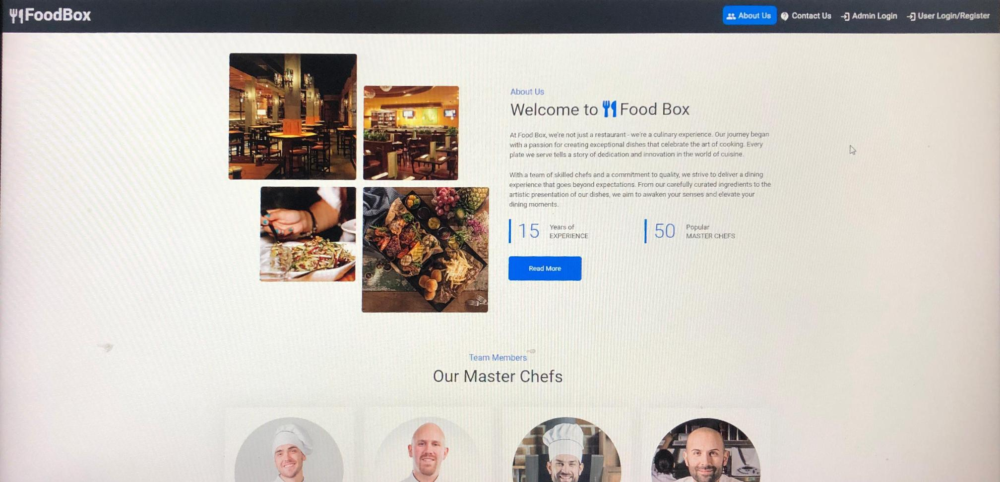 FoodBox
About Us
Contact Us
Admin Login
User Login/Register
About Us
Welcome to Food Box
At Food Box, we're not just a restaurant - we're a culinary experience. Our journey began
with a passion for creating exceptional dishes that celebrate the art of cooking. Every
plate we serve tells a story of dedication and innovation in the world of cuisine.
With a team of skilled chefs and a commitment to quality, we strive to deliver a dining
experience that goes beyond expectations. From our carefully curated ingredients to the
artistic presentation of our dishes, we aim to awaken your senses and elevate your
dining moments.
15 Years of
EXPERIENCE
50 Popular
MASTER CHEFS
Read More
Team Members
Our Master Chefs